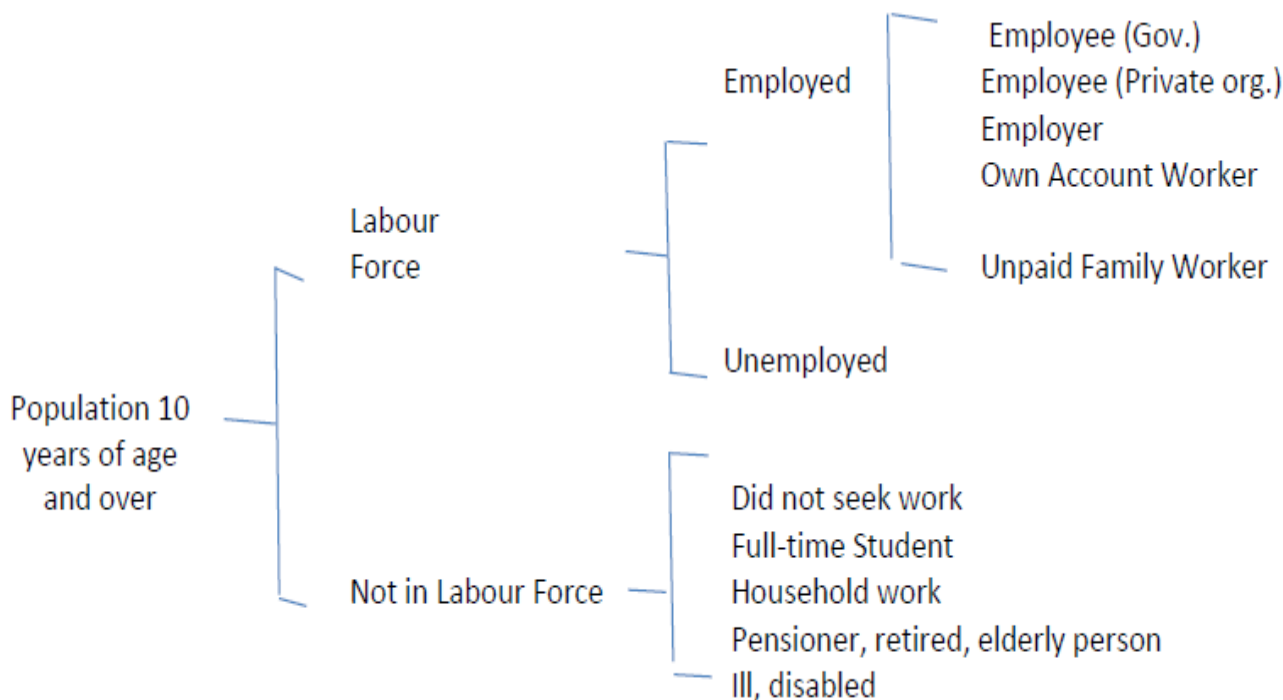 Population 10
years of age
and over
Labour
Force
Not in Labour Force
Employed
Unemployed
Employee (Gov.)
Employee (Private org.)
Employer
Own Account Worker
Unpaid Family Worker
Did not seek work
Full-time Student
Household work
Pensioner, retired, elderly person
Ill, disabled